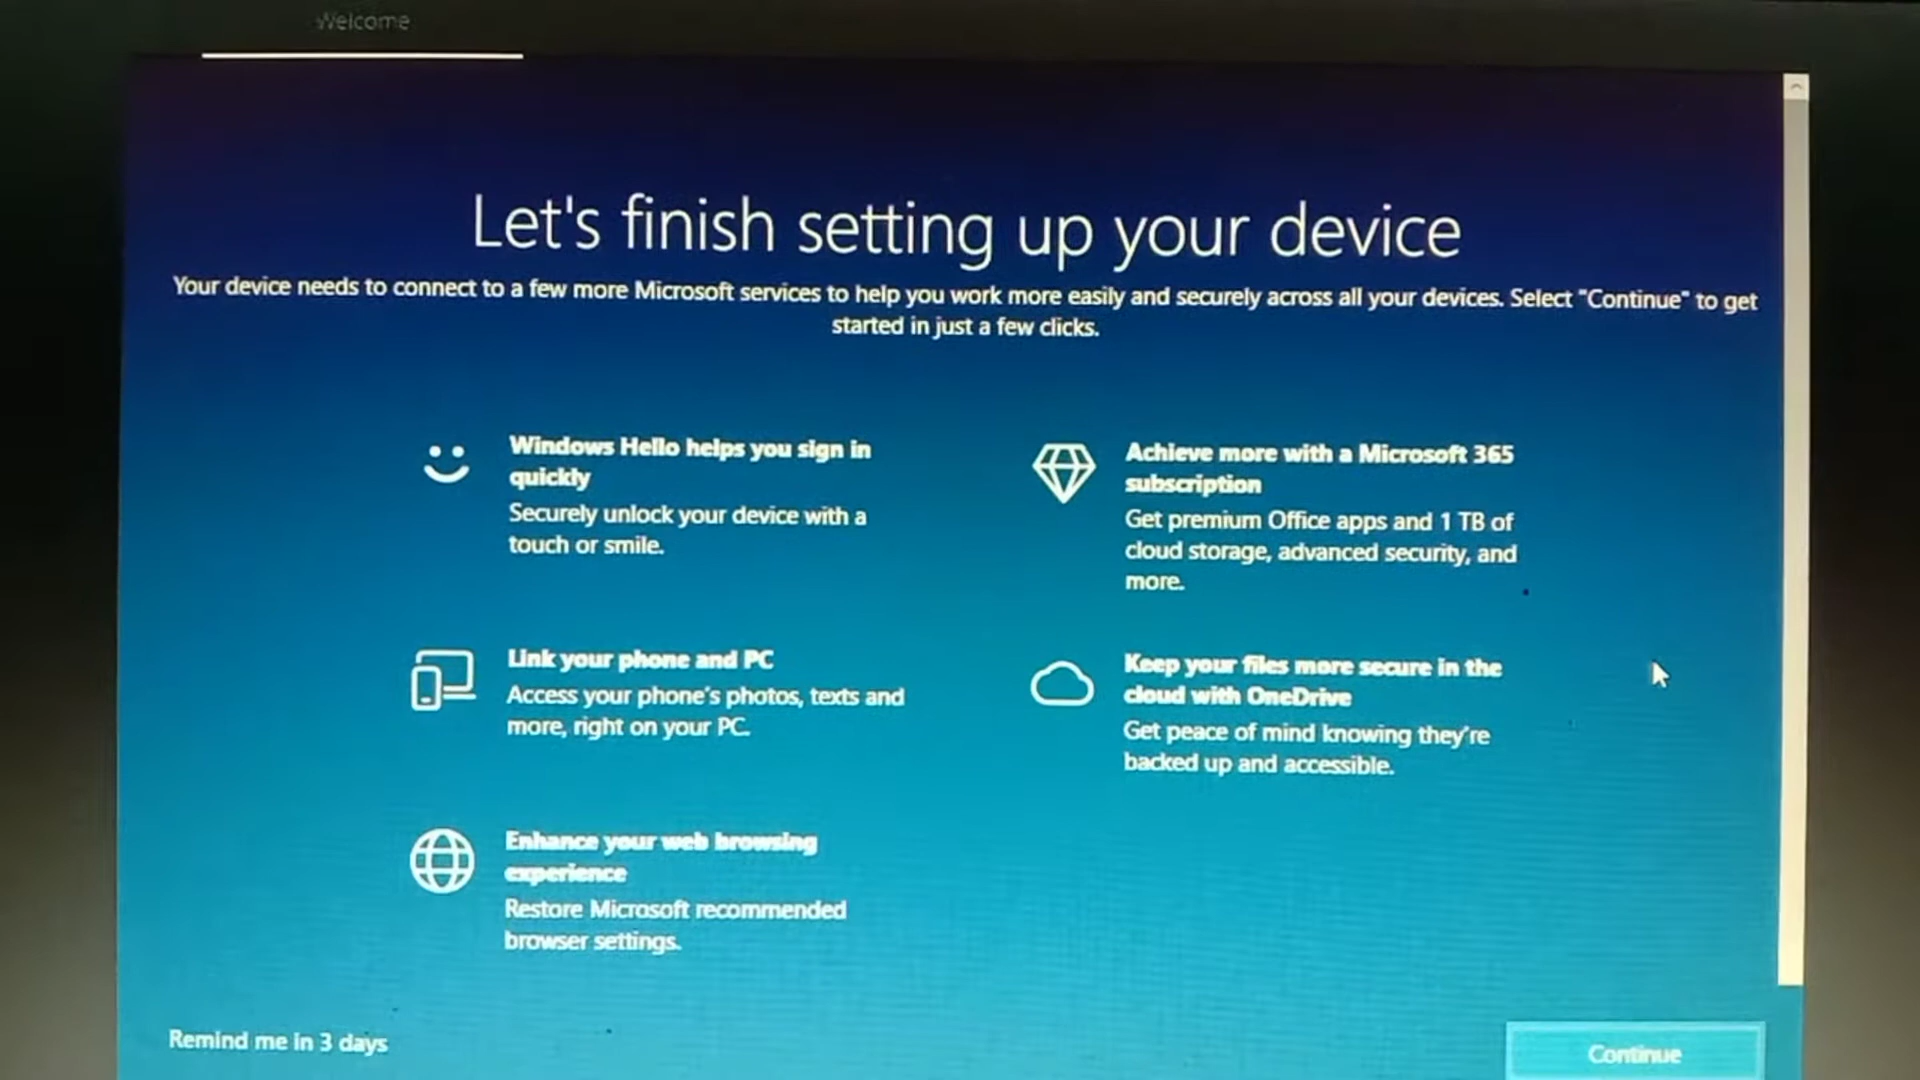 Welcome
Let's finish setting up your device
Your device needs to connect to a few more Microsoft services to help you work more easily and securely across all your devices. Select "Continue" to get
started in just a few clicks.
Windows Hello helps you sign in
quickly
Securely unlock your device with a
touch or smile.
Achieve more with a Microsoft 365
subscription
Get premium Office apps and 1 TB of
cloud storage, advanced security, and
more.
Link your phone and PC
Access your phone's photos, texts and
more, right on your PC.
Keep your files more secure in the
cloud with OneDrive
Get peace of mind knowing they're
backed up and accessible.
Enhance your web browsing
experience
Restore Microsoft recommended
browser settings.
Remind me in 3 days
Continue